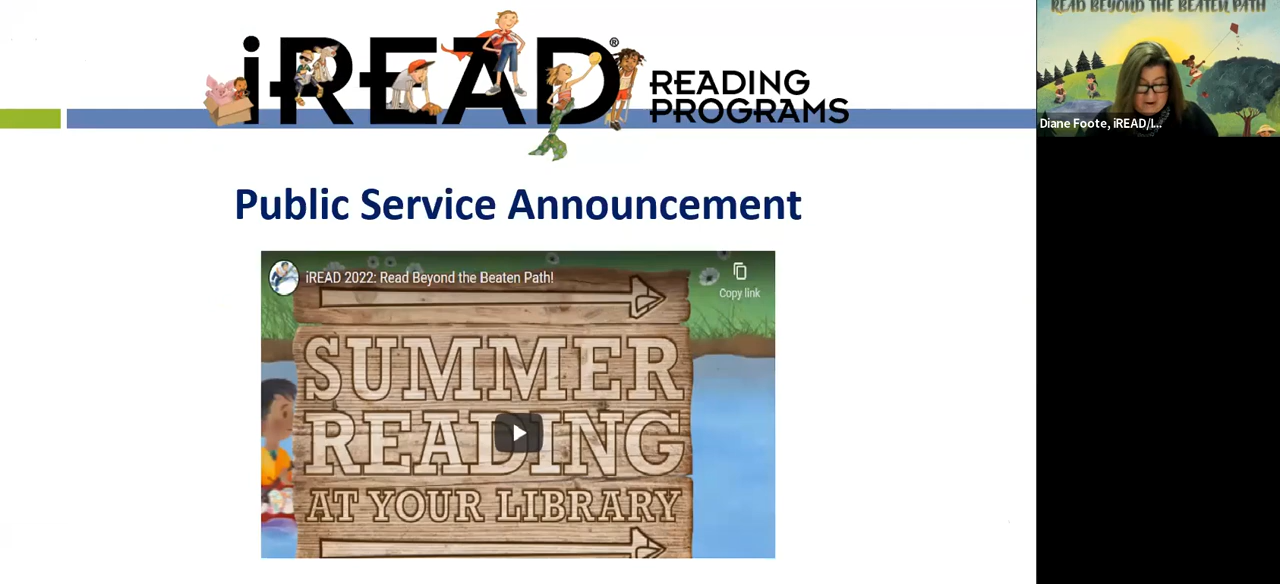 iREAD®
READING
PROGRAMS
Public Service Announcement
iREAD 2022: Read Beyond the Beaten Path!
Copy link
SUMMER
READING
AT YOUR LIBRARY
READ BEYOND THE BEATEN PATH
Diane Foote, iREAD/I...